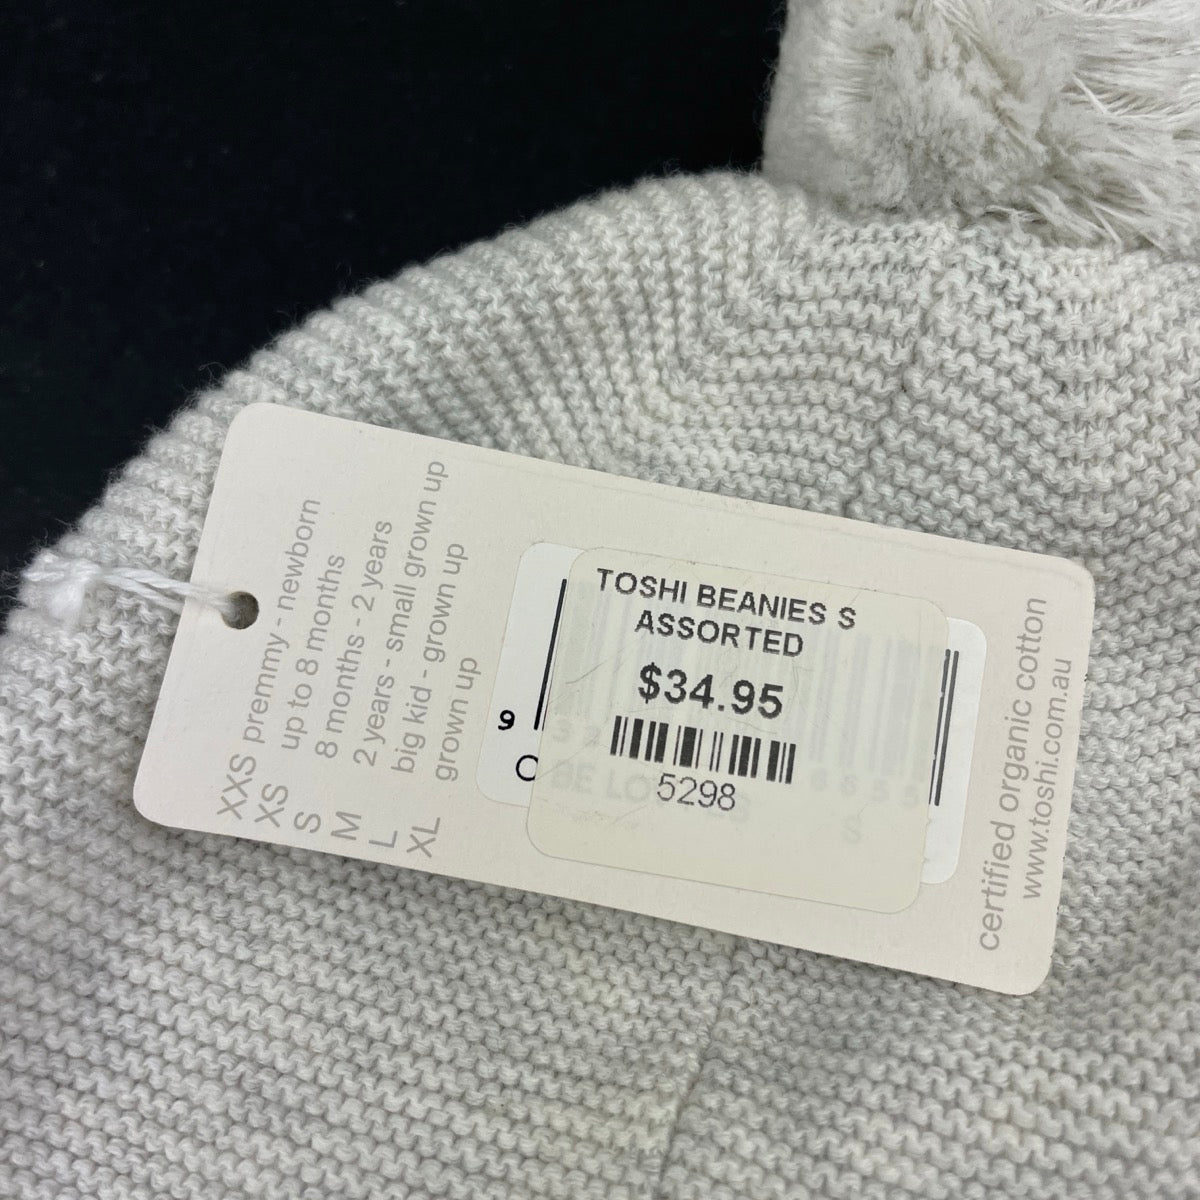 XXS premmy - newborn
XS up to 8 months
S 8 months - 2 years
M 2 years - small grown up
L big kid - grown up
XL grown up
TOSHI BEANIES S
ASSORTED
$34.95
5298
9
certified organic cotton
www.toshi.com.au